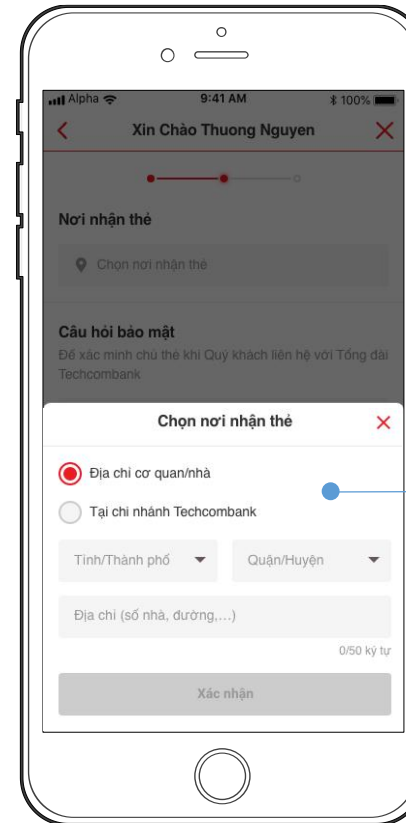 Alpha 9:41 AM 100%
Xin Chào Thuong Nguyen
Nơi nhận thẻ
Chọn nơi nhận thẻ
Câu hỏi bảo mật
Để xác minh chủ thẻ khi Quý khách liên hệ với Tổng đài
Techcombank
Chọn nơi nhận thẻ
Địa chỉ cơ quan/nhà
Tại chi nhánh Techcombank
Tỉnh/Thành phố Quận/Huyện
Địa chỉ (số nhà, đường,...)
0/50 ký tự
Xác nhận